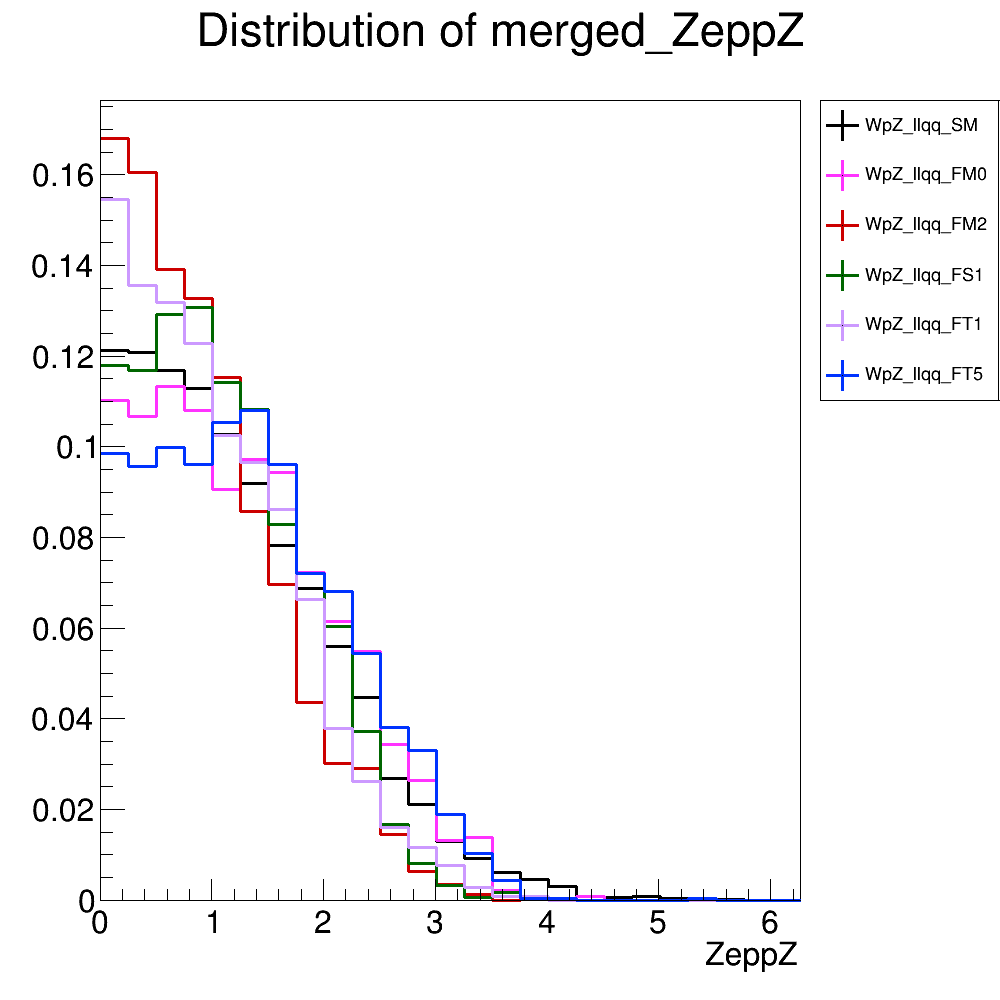 Distribution of merged_ZeppZ
WpZ_llqq_SM
WpZ_llqq_FM0
WpZ_llqq_FM2
WpZ_llqq_FS1
WpZ_llqq_FT1
WpZ_llqq_FT5
0.16
0.14
0.12
0.1
0.08
0.06
0.04
0.02
0
0 1 2 3 4 5 6
ZeppZ